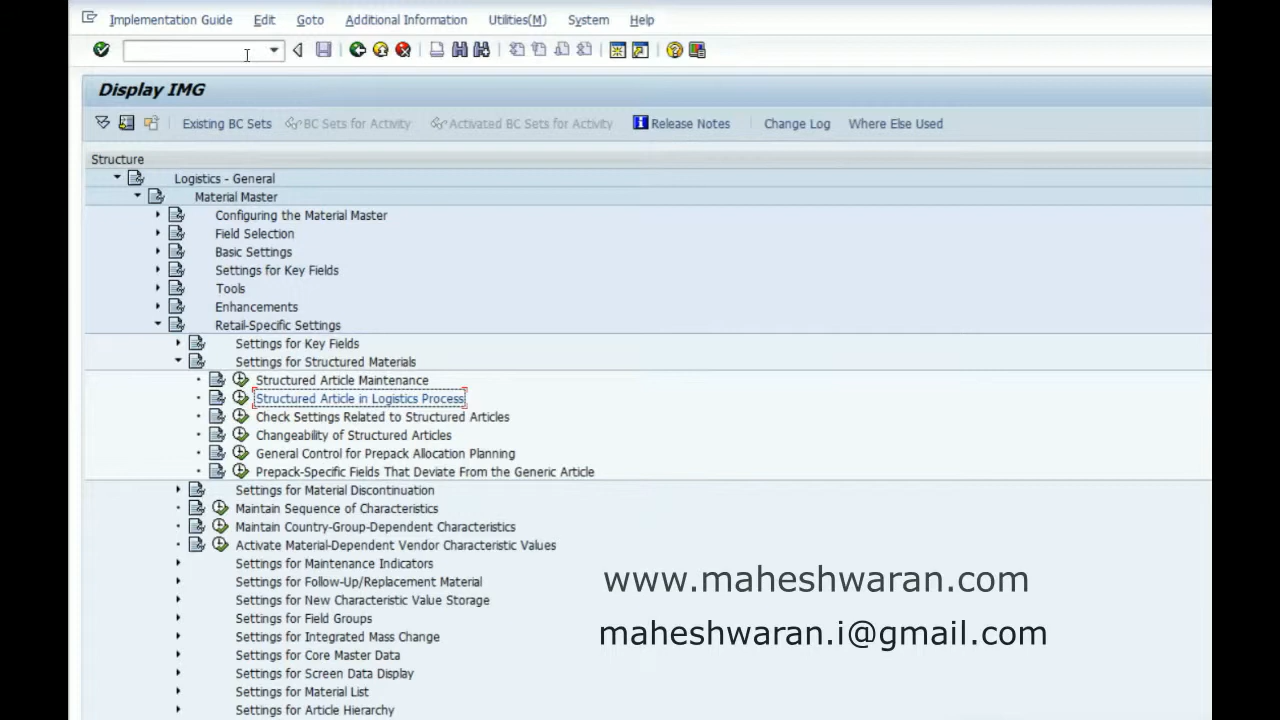 Implementation Guide Edit Goto Additional Information Utilities(M) System Help
Display IMG
Existing BC Sets BC Sets for Activity Activated BC Sets for Activity Release Notes Change Log Where Else Used
Structure
Logistics - General
Material Master
Configuring the Material Master
Field Selection
Basic Settings
Settings for Key Fields
Tools
Enhancements
Retail-Specific Settings
Settings for Key Fields
Settings for Structured Materials
Structured Article Maintenance
Structured Article in Logistics Process
Check Settings Related to Structured Articles
Changeability of Structured Articles
General Control for Prepack Allocation Planning
Prepack-Specific Fields That Deviate From the Generic Article
Settings for Material Discontinuation
Maintain Sequence of Characteristics
Maintain Country-Group-Dependent Characteristics
Activate Material-Dependent Vendor Characteristic Values
Settings for Maintenance Indicators
Settings for Follow-Up/Replacement Material
Settings for New Characteristic Value Storage
Settings for Field Groups
Settings for Integrated Mass Change
Settings for Core Master Data
Settings for Screen Data Display
Settings for Material List
Settings for Article Hierarchy
www.maheshwaran.com
maheshwaran.i@gmail.com